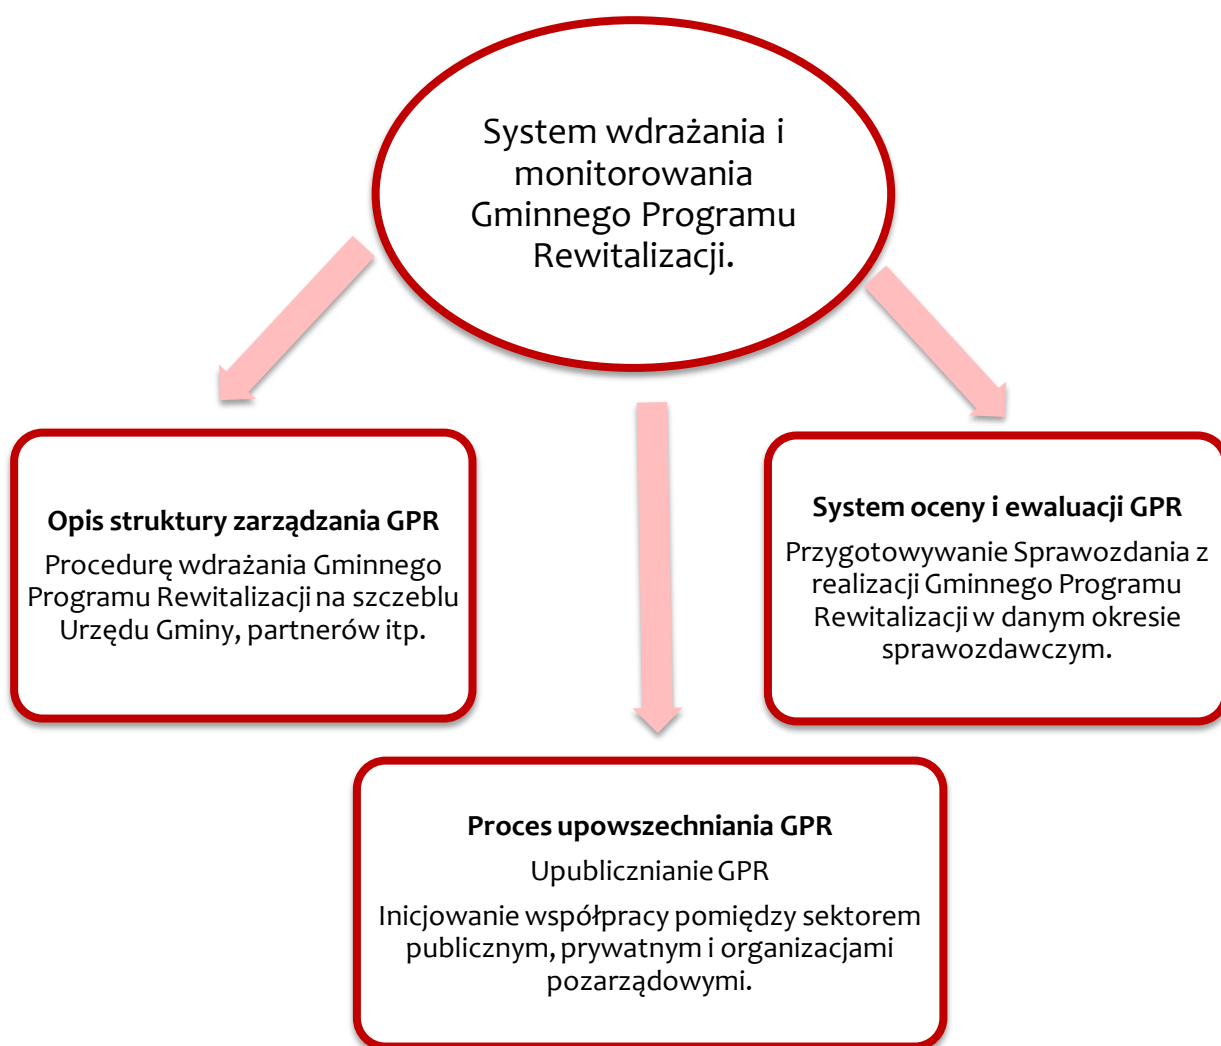 System wdrażania i
monitorowania
Gminnego Programu
Rewitalizacji.
Opis struktury zarządzania GPR
Procedurę wdrażania Gminnego
Programu Rewitalizacji na szczeblu
Urzędu Gminy, partnerów itp.
System oceny i ewaluacji GPR
Przygotowywanie Sprawozdania z
realizacji Gminnego Programu
Rewitalizacji w danym okresie
sprawozdawczym.
Proces upowszechniania GPR
Upublicznianie GPR
Inicjowanie współpracy pomiędzy sektorem
publicznym, prywatnym i organizacjami
pozarządowymi.